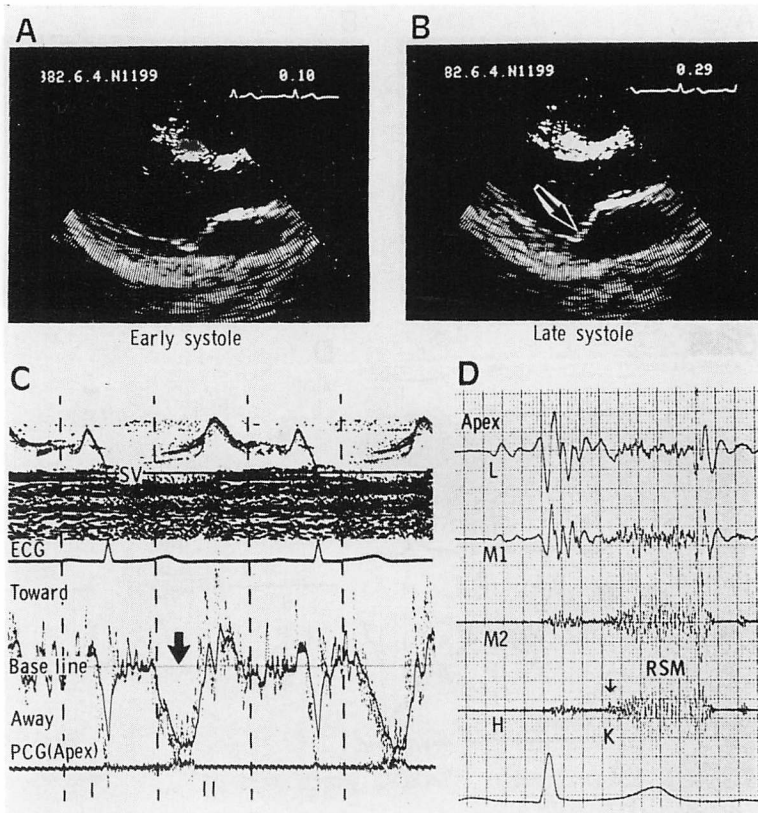 A
382.6.4.N1199
0.10
Early systole
B
82.6.4.N1199
0.29
Late systole
C
SV
ECG
Toward
Base line
Away
PCG(Apex)
I
II
D
Apex
L
M1
M2
RSM
H
K